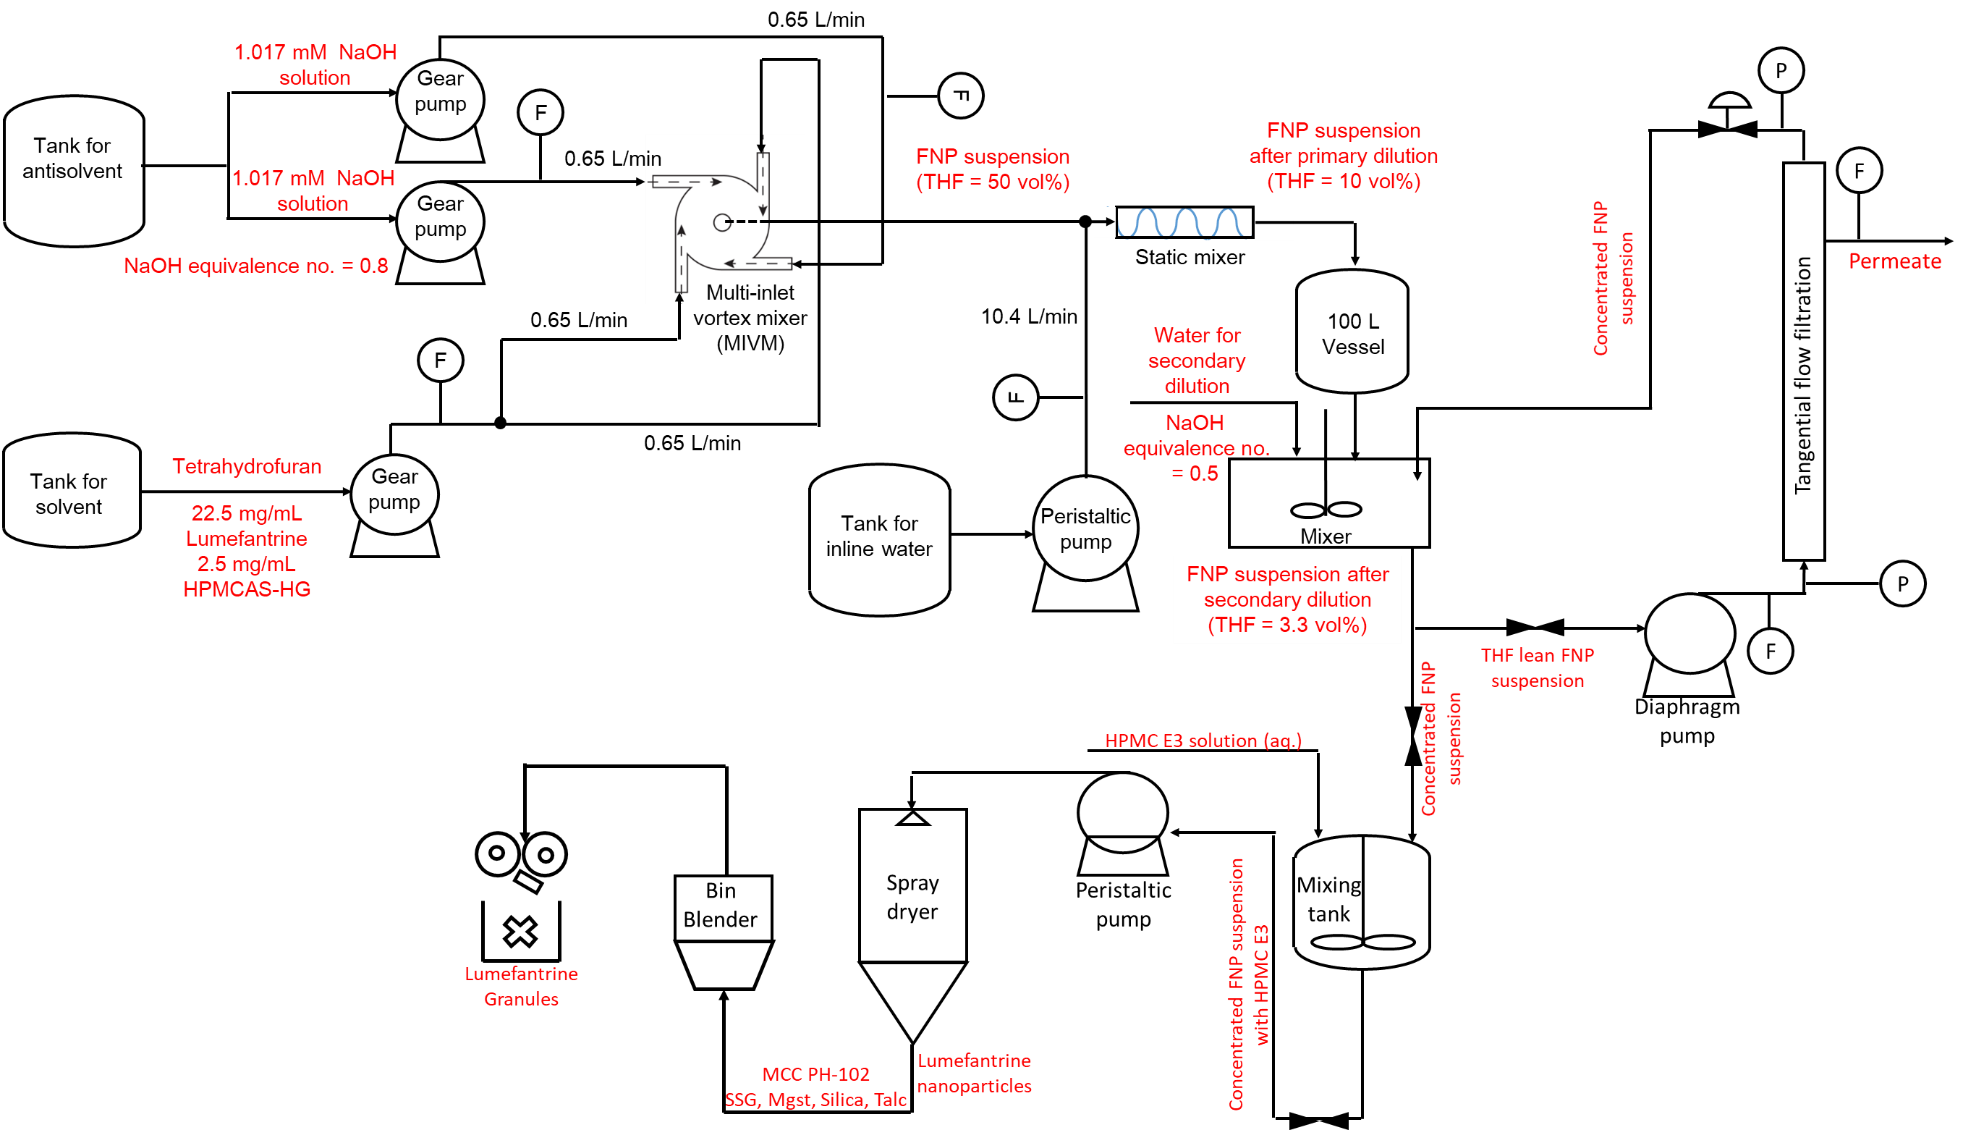 0.65 L/min
1.017 mM  NaOH
solution
Gear
pump
F
F
P
Tank for
antisolvent
0.65 L/min
FNP suspension
(THF = 50 vol%)
FNP suspension
after primary dilution
(THF = 10 vol%)
F
1.017 mM  NaOH
solution
Gear
pump
NaOH equivalence no. = 0.8
Static mixer
Permeate
Concentrated FNP
suspension
Multi-inlet
vortex mixer
(MIVM)
0.65 L/min
10.4 L/min
100 L
Vessel
Water for
secondary
dilution
Tangential flow filtration
F
F
NaOH
equivalence no.
= 0.5
0.65 L/min
Tank for
solvent
Tetrahydrofuran
22.5 mg/mL
Lumefantrine
2.5 mg/mL
HPMCAS-HG
Gear
pump
Tank for
inline water
Peristaltic
pump
Mixer
FNP suspension after
secondary dilution
(THF = 3.3 vol%)
P
F
THF lean FNP
suspension
Diaphragm
pump
Concentrated FNP
suspension
HPMC E3 solution (aq.)
Peristaltic
pump
Mixing
tank
Concentrated FNP suspension
with HPMC E3
Spray
dryer
Bin
Blender
Lumefantrine
Granules
Lumefantrine
nanoparticles
MCC PH-102
SSG, Mgst, Silica, Talc